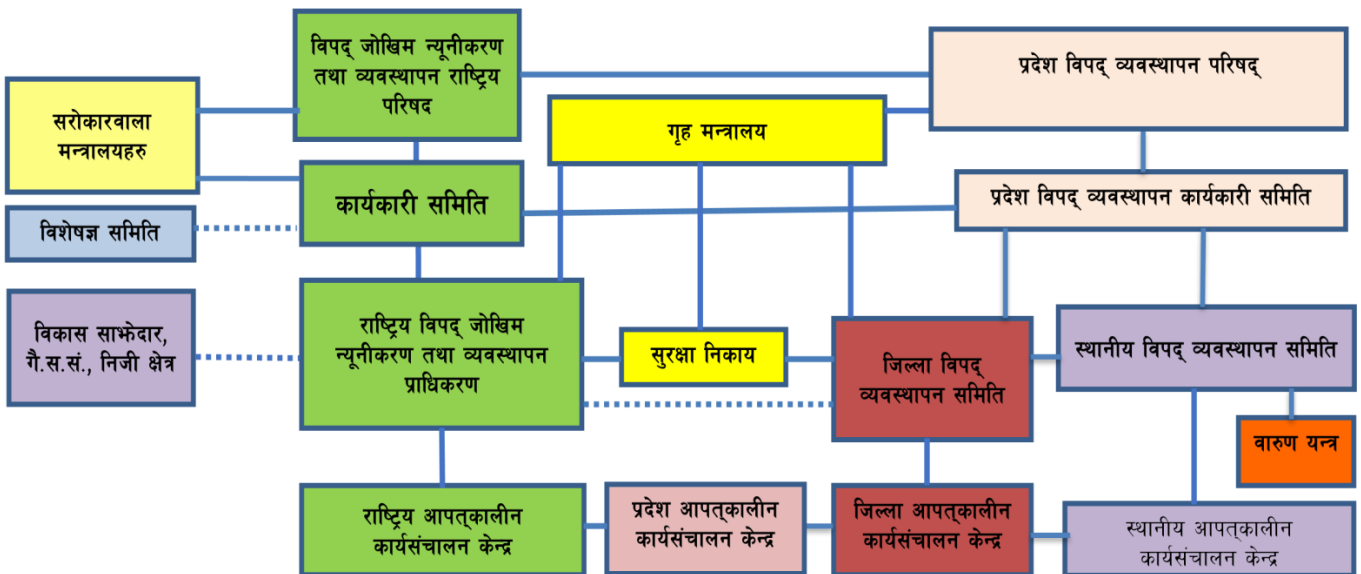 विपद् जोखिम न्यूनीकरण
तथा व्यवस्थापन राष्ट्रिय
परिषद
प्रदेश विपद् व्यवस्थापन परिषद्
सरोकारवाला
मन्त्रालयहरु
गृह मन्त्रालय
कार्यकारी समिति
प्रदेश विपद् व्यवस्थापन कार्यकारी समिति
विशेषज्ञ समिति
विकास साझेदार,
गै.स.सं., निजी क्षेत्र
राष्ट्रिय विपद् जोखिम
न्यूनीकरण तथा व्यवस्थापन
प्राधिकरण
सुरक्षा निकाय
जिल्ला विपद्
व्यवस्थापन समिति
स्थानीय विपद् व्यवस्थापन समिति
वारुण यन्त्र
राष्ट्रिय आपत्कालीन
कार्यसंचालन केन्द्र
प्रदेश आपत्कालीन
कार्यसंचालन केन्द्र
जिल्ला आपत्कालीन
कार्यसंचालन केन्द्र
स्थानीय आपत्कालीन
कार्यसंचालन केन्द्र